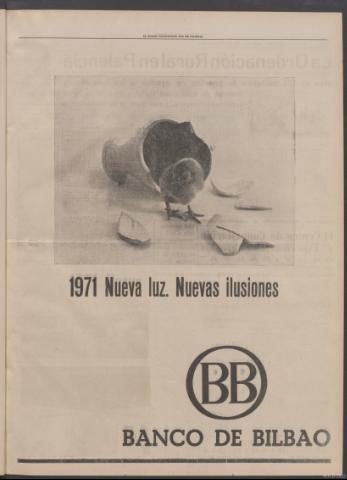 1971 Nueva luz. Nuevas ilusiones
BB
BANCO DE BILBAO